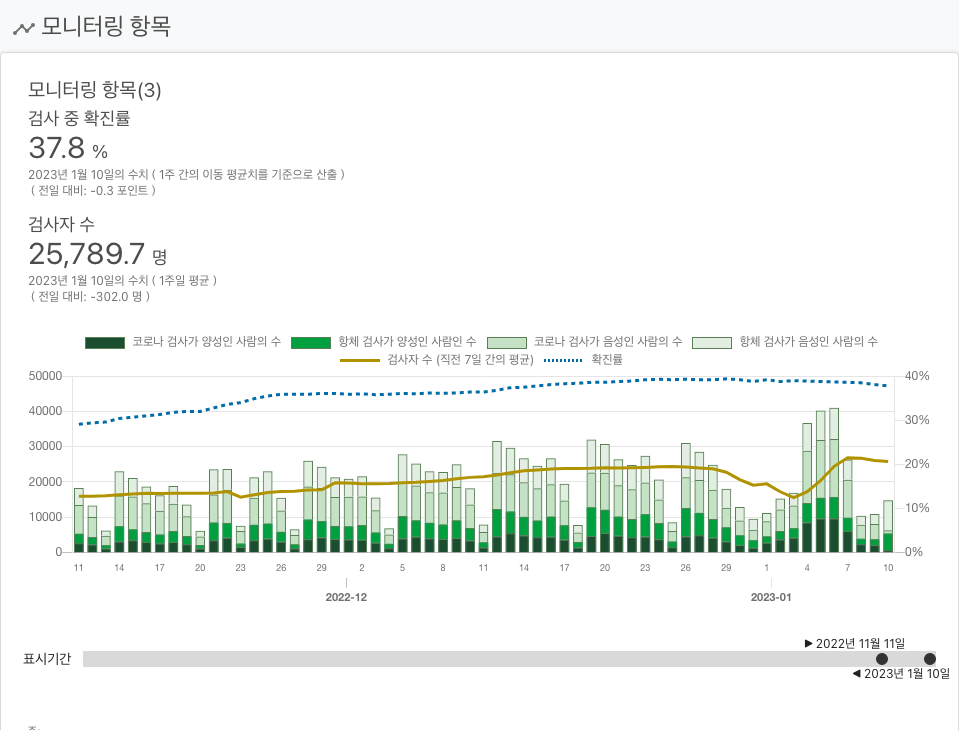 모니터링 항목
모니터링 항목(3)
검사 중 확진률
37.8 %
2023년 1월 10일의 수치 ( 1주 간의 이동 평균치를 기준으로 산출 )
( 전일 대비: -0.3 포인트 )
검사자 수
25,789.7 명
2023년 1월 10일의 수치 ( 1주일 평균 )
( 전일 대비: -302.0 명 )
코로나 검사가 양성인 사람의 수 항체 검사가 양성인 사람인 수 코로나 검사가 음성인 사람의 수 항체 검사가 음성인 사람의 수
검사자 수 (직전 7일 간의 평균) 확진률
50000 40%
40000
30% 
30000
20000 20%
10000 10%
0 0%
11 14 17 20 23 26 29 2 5 8 11 14 17 20 23 26 29 1 4 7 10
2022-12 2023-01
▶ 2022년 11월 11일
표시기간
◀ 2023년 1월 10일